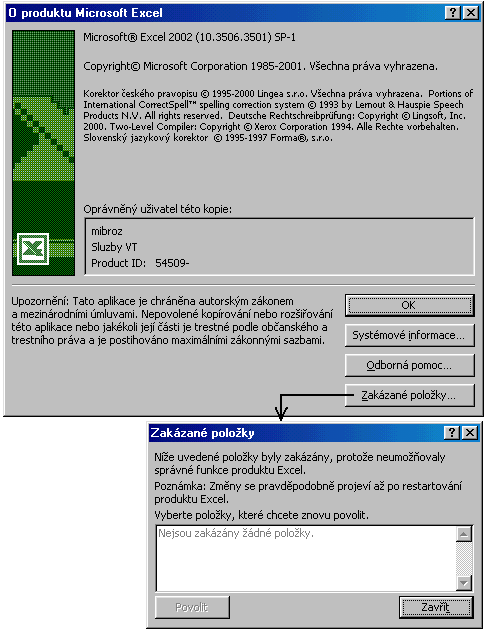 O produktu Microsoft Excel
Microsoft® Excel 2002 (10.3506.3501) SP-1
Copyright© Microsoft Corporation 1985-2001. Všechna práva vyhrazena.
Korektor českého pravopisu © 1995-2000 Lingea s.r.o. Všechna práva vyhrazena. Portions of
International CorrectSpell™ spelling correction system © 1993 by Lernout & Hauspie Speech
Products N.V. All rights reserved. Deutsche Rechtschreibprüfung: Copyright © Lingsoft, Inc.
2000. Two-Level Compiler: Copyright © Xerox Corporation 1994. Alle Rechte vorbehalten.
Slovenský jazykový korektor © 1995-1997 Forma®, s.r.o.
Oprávněný uživatel této kopie:
mibroz
Sluzby VT
Product ID: 54509-
Upozornění: Tato aplikace je chráněna autorským zákonem
a mezinárodními úmluvami. Nepovolené kopírování nebo rozšiřování
této aplikace nebo jakékoli její části je trestné podle občanského a
trestního práva a je postihováno maximálními zákonnými sazbami.
OK
Systémové informace...
Odborná pomoc...
Zakázané položky...
Zakázané položky
Níže uvedené položky byly zakázány, protože neumožňovaly
správné funkce produktu Excel.
Poznámka: Změny se pravděpodobně projeví až po restartování
produktu Excel.
Vyberte položky, které chcete znovu povolit.
Nejsou zakázány žádné položky.
Povolit
Zavřít